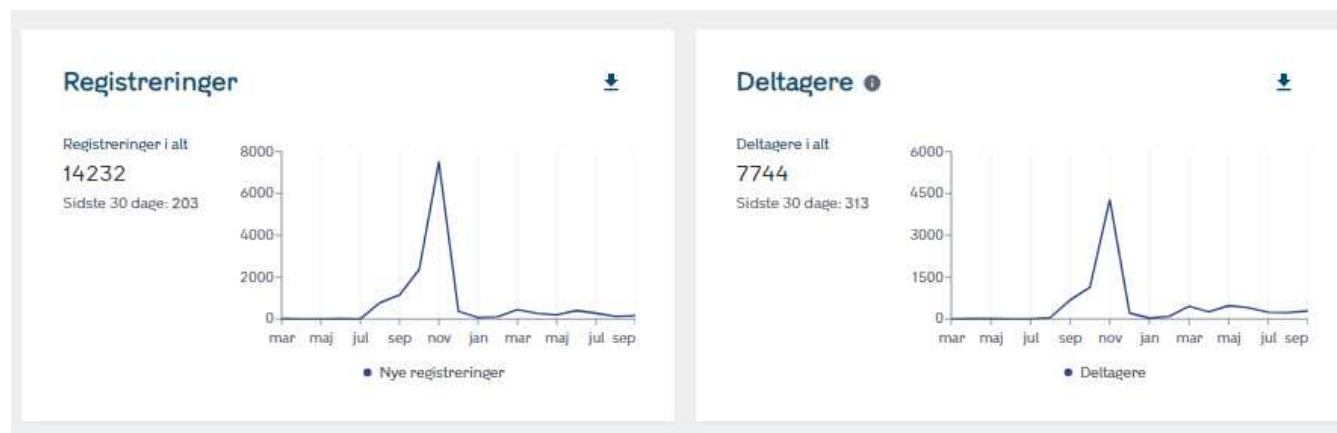 Registreringer
Registreringer i alt
14232
Sidste 30 dage: 203
8000
6000
4000
2000
0
mar maj jul sep nov jan mar maj jul sep
Nye registreringer
Deltagere
Deltagere i alt
7744
Sidste 30 dage: 313
6000
4500
3000
1500
0
mar maj jul sep nov jan mar maj jul sep
Deltagere